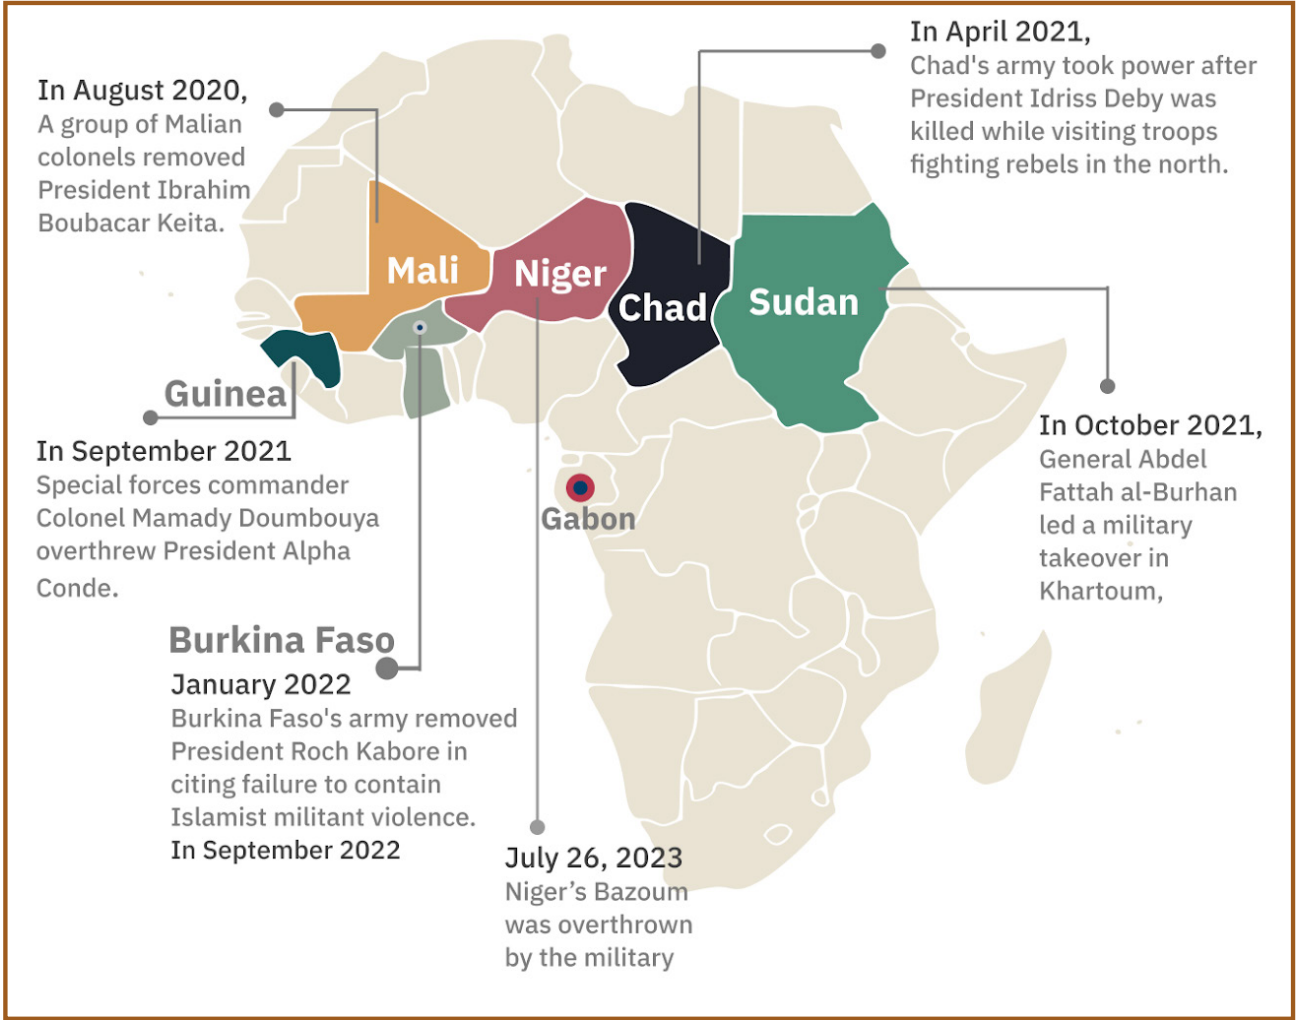 In August 2020,
A group of Malian
colonels removed
President Ibrahim
Boubacar Keita.
In April 2021,
Chad's army took power after
President Idriss Deby was
killed while visiting troops
fighting rebels in the north.
Mali
Niger
Chad
Sudan
Guinea
In September 2021
Special forces commander
Colonel Mamady Doumbouya
overthrew President Alpha
Conde.
In October 2021,
General Abdel
Fattah al-Burhan
led a military
takeover in
Khartoum,
Gabon
Burkina Faso
January 2022
Burkina Faso's army removed
President Roch Kabore in
citing failure to contain
Islamist militant violence.
In September 2022
July 26, 2023
Niger’s Bazoum
was overthrown
by the military